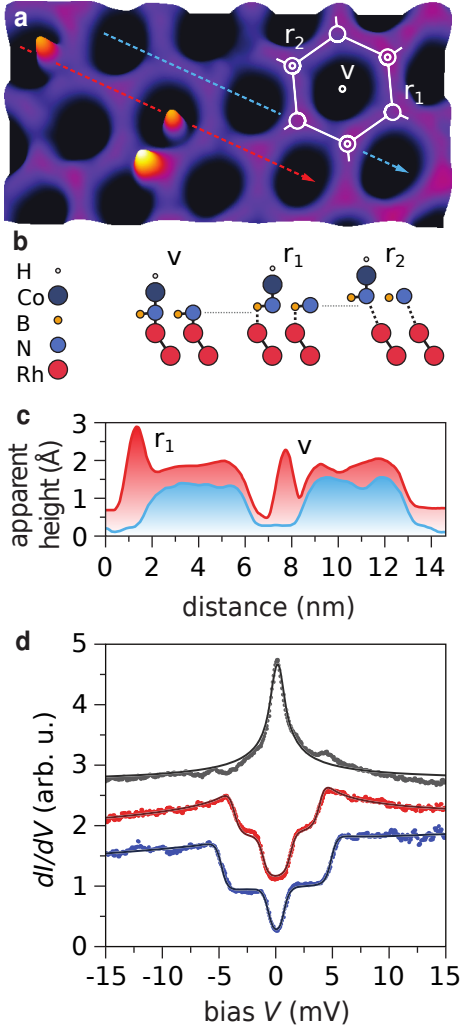 a
r2
v
r1
b
v r1 r2
H
Co
B
N
Rh
c
apparent
height (Å)
3
2
1
0
r1 v
0 2 4 6 8 10 12 14
distance (nm)
d
dI/dV (arb. u.)
5
4
3
2
1
0
-15 -10 -5 0 5 10 15
bias V (mV)